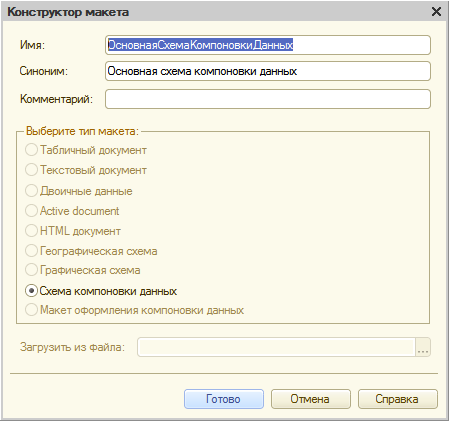 Конструктор макета
Имя: ОсновнаяСхемаКомпоновкиДанных
Синоним: Основная схема компоновки данных
Комментарий:
Выберите тип макета:
Табличный документ
Текстовый документ
Двоичные данные
Active document
HTML документ
Географическая схема
Графическая схема
Схема компоновки данных
Макет оформления компоновки данных
Загрузить из файла: ...
Готово Отмена Справка